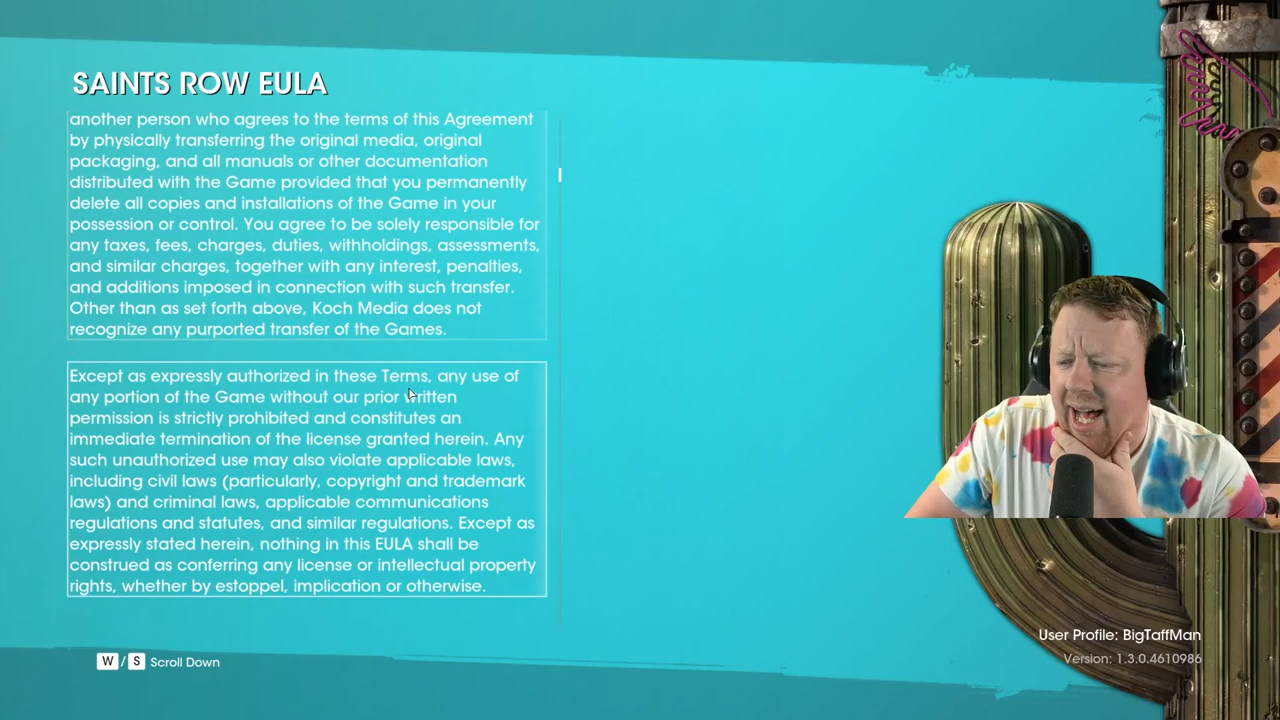 SAINTS ROW EULA
another person who agrees to the terms of this Agreement
by physically transferring the original media, original
packaging, and all manuals or other documentation
distributed with the Game provided that you permanently
delete all copies and installations of the Game in your
possession or control. You agree to be solely responsible for
any taxes, fees, charges, duties, withholdings, assessments,
and similar charges, together with any interest, penalties,
and additions imposed in connection with such transfer.
Other than as set forth above, Koch Media does not
recognize any purported transfer of the Games.
Except as expressly authorized in these Terms, any use of
any portion of the Game without our prior written
permission is strictly prohibited and constitutes an
immediate termination of the license granted herein. Any
such unauthorized use may also violate applicable laws,
including civil laws (particularly, copyright and trademark
laws) and criminal laws, applicable communications
regulations and statutes, and similar regulations. Except as
expressly stated herein, nothing in this EULA shall be
construed as conferring any license or intellectual property
rights, whether by estoppel, implication or otherwise.
W / S Scroll Down
User Profile: BigTaffMan
Version: 1.3.0.4610986